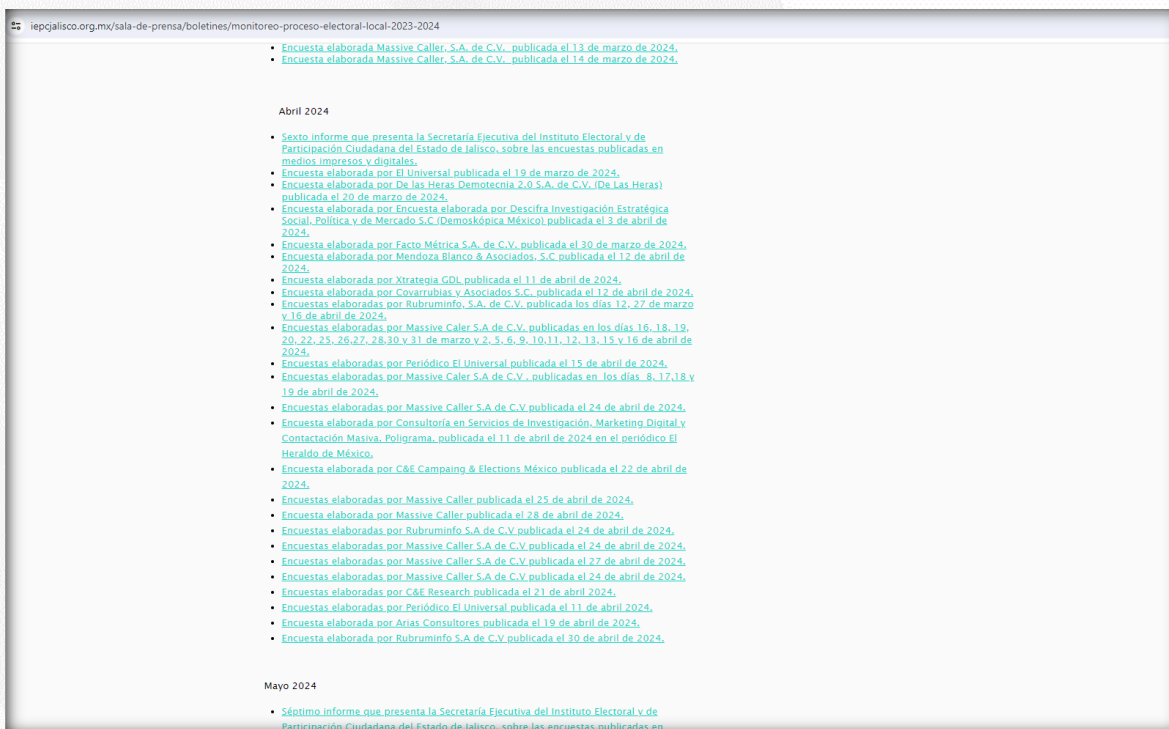 iepcjalisco.org.mx/sala-de-prensa/boletines/monitoreo-proceso-electoral-local-2023-2024
Encuesta elaborada Massive Caller, S.A. de C.V.  publicada el 13 de marzo de 2024.
Encuesta elaborada Massive Caller, S.A. de C.V.  publicada el 14 de marzo de 2024.
Abril 2024
Sexto informe que presenta la Secretaría Ejecutiva del Instituto Electoral y de
Participación Ciudadana del Estado de Jalisco, sobre las encuestas publicadas en
medios impresos y digitales.
Encuesta elaborada por El Universal publicada el 19 de marzo de 2024.
Encuesta elaborada por De las Heras Demotecnia 2.0 S.A. de C.V. (De Las Heras)
publicada el 20 de marzo de 2024.
Encuesta elaborada por Encuesta elaborada por Descifra Investigación Estratégica
Social, Política y de Mercado S.C (Demoskópica México) publicada el 3 de abril de
2024.
Encuesta elaborada por Facto Métrica S.A. de C.V. publicada el 30 de marzo de 2024.
Encuesta elaborada por Mendoza Blanco & Asociados, S.C publicada el 12 de abril de
2024.
Encuesta elaborada por Xtrategia GDL publicada el 11 de abril de 2024.
Encuesta elaborada por Covarrubias y Asociados S.C. publicada el 12 de abril de 2024.
Encuestas elaboradas por Rubruminfo, S.A. de C.V. publicada los días 12, 27 de marzo
y 16 de abril de 2024.
Encuestas elaboradas por Massive Caler S.A de C.V. publicadas en los días 16, 18, 19,
20, 22, 25, 26,27, 28,30 y 31 de marzo y 2, 5, 6, 9, 10,11, 12, 13, 15 y 16 de abril de
2024.
Encuestas elaboradas por Periódico El Universal publicada el 15 de abril de 2024.
Encuestas elaboradas por Massive Caler S.A de C.V . publicadas en  los días  8, 17,18 y
19 de abril de 2024.
Encuestas elaboradas por Massive Caller S.A de C.V publicada el 24 de abril de 2024.
Encuesta elaborada por Consultoría en Servicios de Investigación, Marketing Digital y
Contactación Masiva, Poligrama, publicada el 11 de abril de 2024 en el periódico El
Heraldo de México.
Encuesta elaborada por C&E Campaing & Elections México publicada el 22 de abril de
2024.
Encuestas elaboradas por Massive Caller publicada el 25 de abril de 2024.
Encuesta elaborada por Massive Caller publicada el 28 de abril de 2024.
Encuestas elaboradas por Rubruminfo S.A de C.V publicada el 24 de abril de 2024.
Encuestas elaboradas por Massive Caller S.A de C.V publicada el 24 de abril de 2024.
Encuestas elaboradas por Massive Caller S.A de C.V publicada el 27 de abril de 2024.
Encuestas elaboradas por Massive Caller S.A de C.V publicada el 24 de abril de 2024.
Encuestas elaboradas por C&E Research publicada el 21 de abril 2024.
Encuestas elaboradas por Periódico El Universal publicada el 11 de abril 2024.
Encuesta elaborada por Arias Consultores publicada el 19 de abril de 2024.
Encuesta elaborada por Rubruminfo S.A de C.V publicada el 30 de abril de 2024.
Mayo 2024
Séptimo informe que presenta la Secretaría Ejecutiva del Instituto Electoral y de
Participación Ciudadana del Estado de Jalisco, sobre las encuestas publicadas en